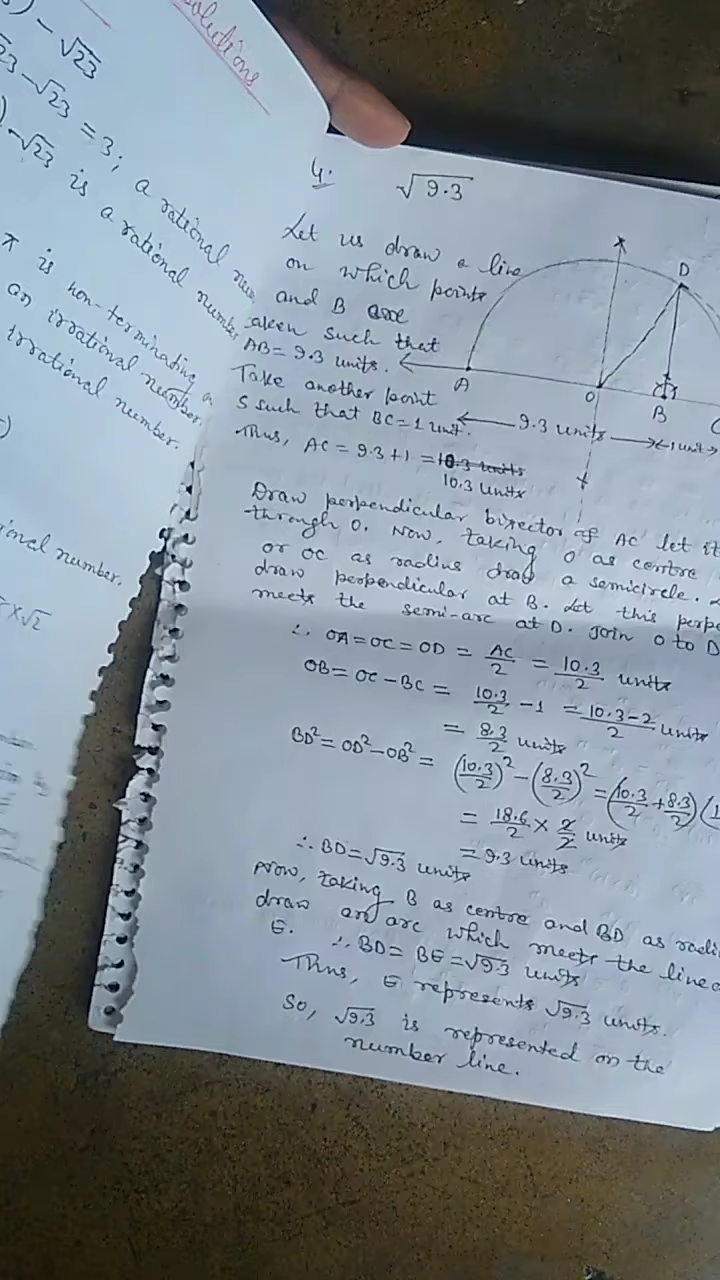 solutions
) - √23
23 - √23 = 3; a rational
- √23 is a rational number
π is non-terminating
an irrational number.
irrational number.
)
ional number.
×√2
4. √9.3
Let us draw a line
on which points
and B are
aken such that
AB = 9.3 units.
Take another point
S such that BC = 1 unit.
Thus, AC = 9.3 + 1 = 10.3 units
10.3 units
D
A
O
B
9.3 units
1 unit
Draw perpendicular bisector of AC let it
through O. Now, taking O as centre
or OC as radius draw a semicircle.
draw perpendicular at B. Let this perpe
meets the semi-arc at D. Join O to D
∴ OA = OC = OD = AC/2 = 10.3/2 units
OB = OC - BC = 10.3/2 - 1 = 10.3-2/2 units
= 8.3/2 units
BD² = OD² - OB² = (10.3/2)² - (8.3/2)² = (10.3/2 + 8.3/2)(1
= 18.6/2 × 2/2 units
= 9.3 units
∴ BD = √9.3 units
Now, taking B as centre and BD as radi
draw an arc which meets the line
E. ∴ BD = BE = √9.3 units
Thus, E represents √9.3 units.
So, √9.3 is represented on the
number line.